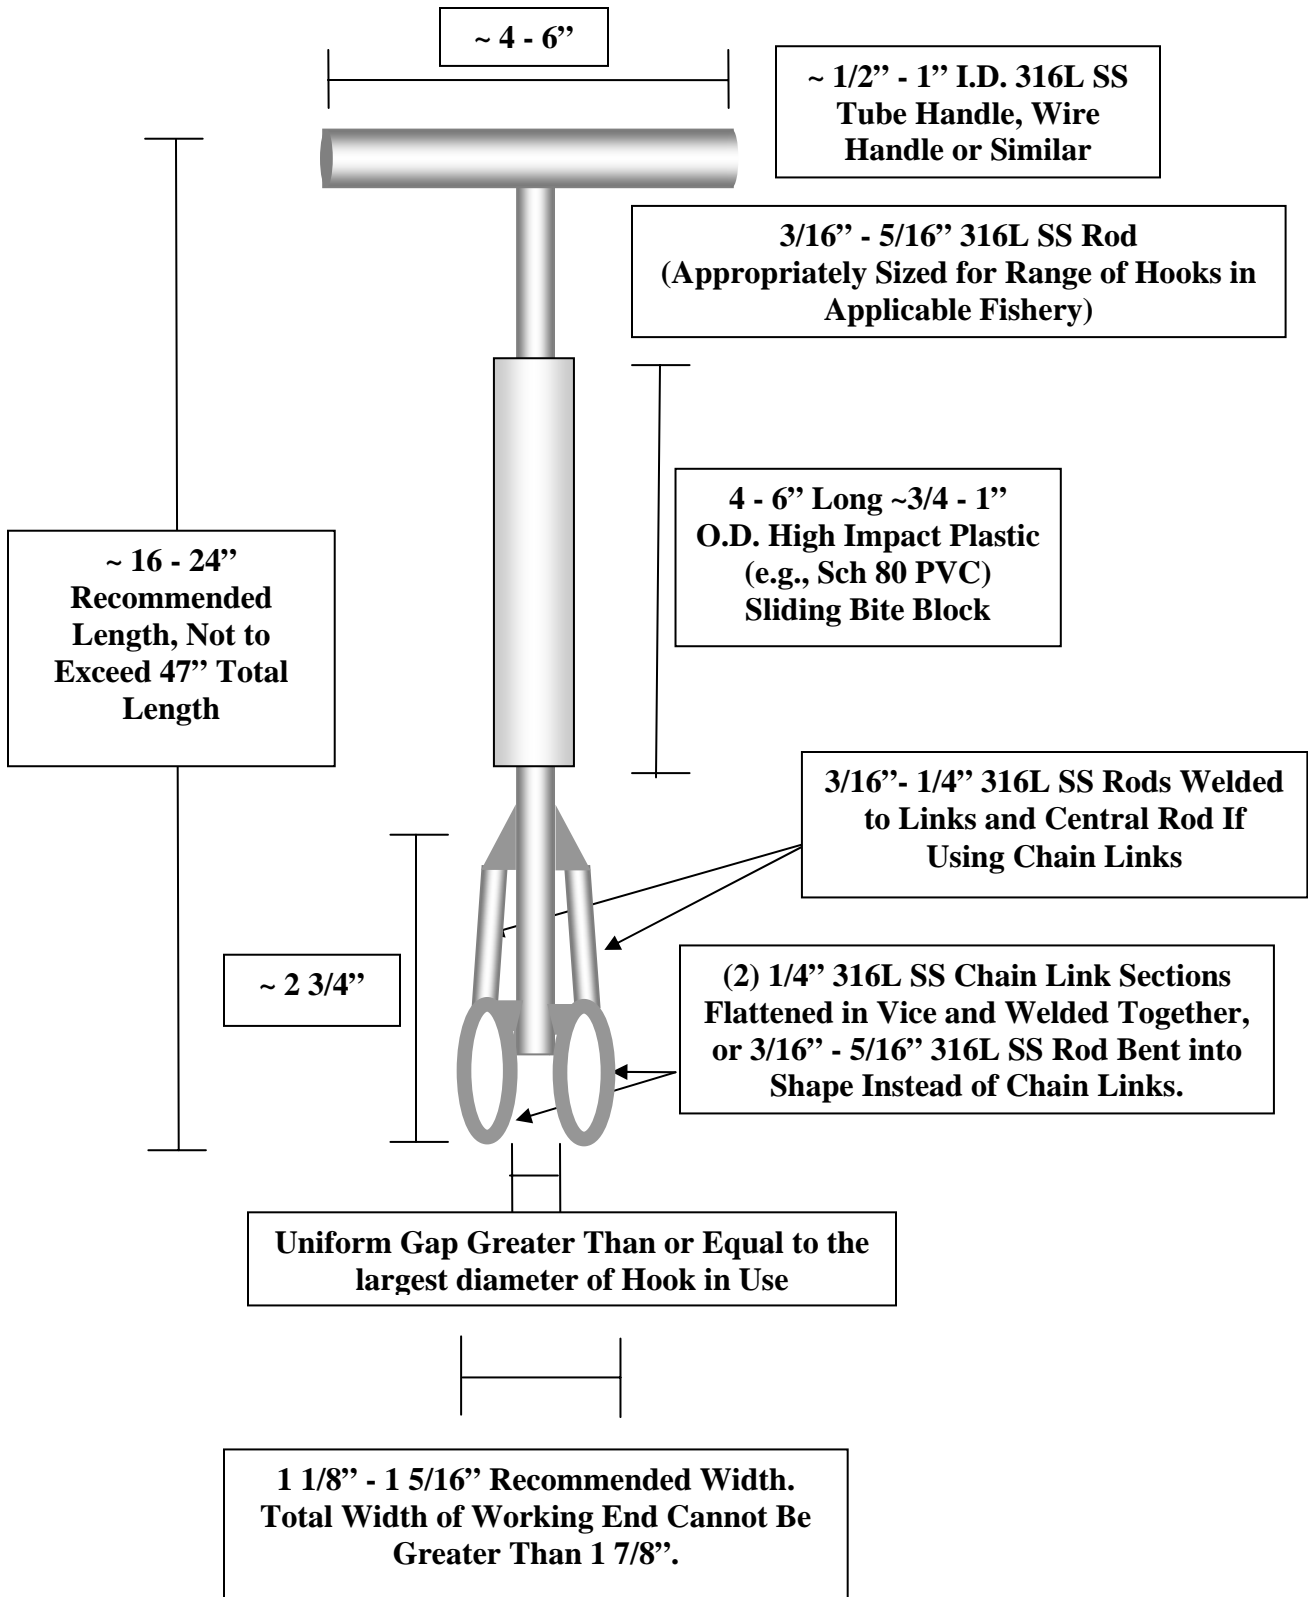 ~ 4 - 6”
~ 1/2” - 1” I.D. 316L SS
Tube Handle, Wire
Handle or Similar
3/16” - 5/16” 316L SS Rod
(Appropriately Sized for Range of Hooks in
Applicable Fishery)
4 - 6” Long ~3/4 - 1”
O.D. High Impact Plastic
(e.g., Sch 80 PVC)
Sliding Bite Block
~ 16 - 24”
Recommended
Length, Not to
Exceed 47” Total
Length
3/16”- 1/4” 316L SS Rods Welded
to Links and Central Rod If
Using Chain Links
~ 2 3/4”
(2) 1/4” 316L SS Chain Link Sections
Flattened in Vice and Welded Together,
or 3/16” - 5/16” 316L SS Rod Bent into
Shape Instead of Chain Links.
Uniform Gap Greater Than or Equal to the
largest diameter of Hook in Use
1 1/8” - 1 5/16” Recommended Width.
Total Width of Working End Cannot Be
Greater Than 1 7/8”.